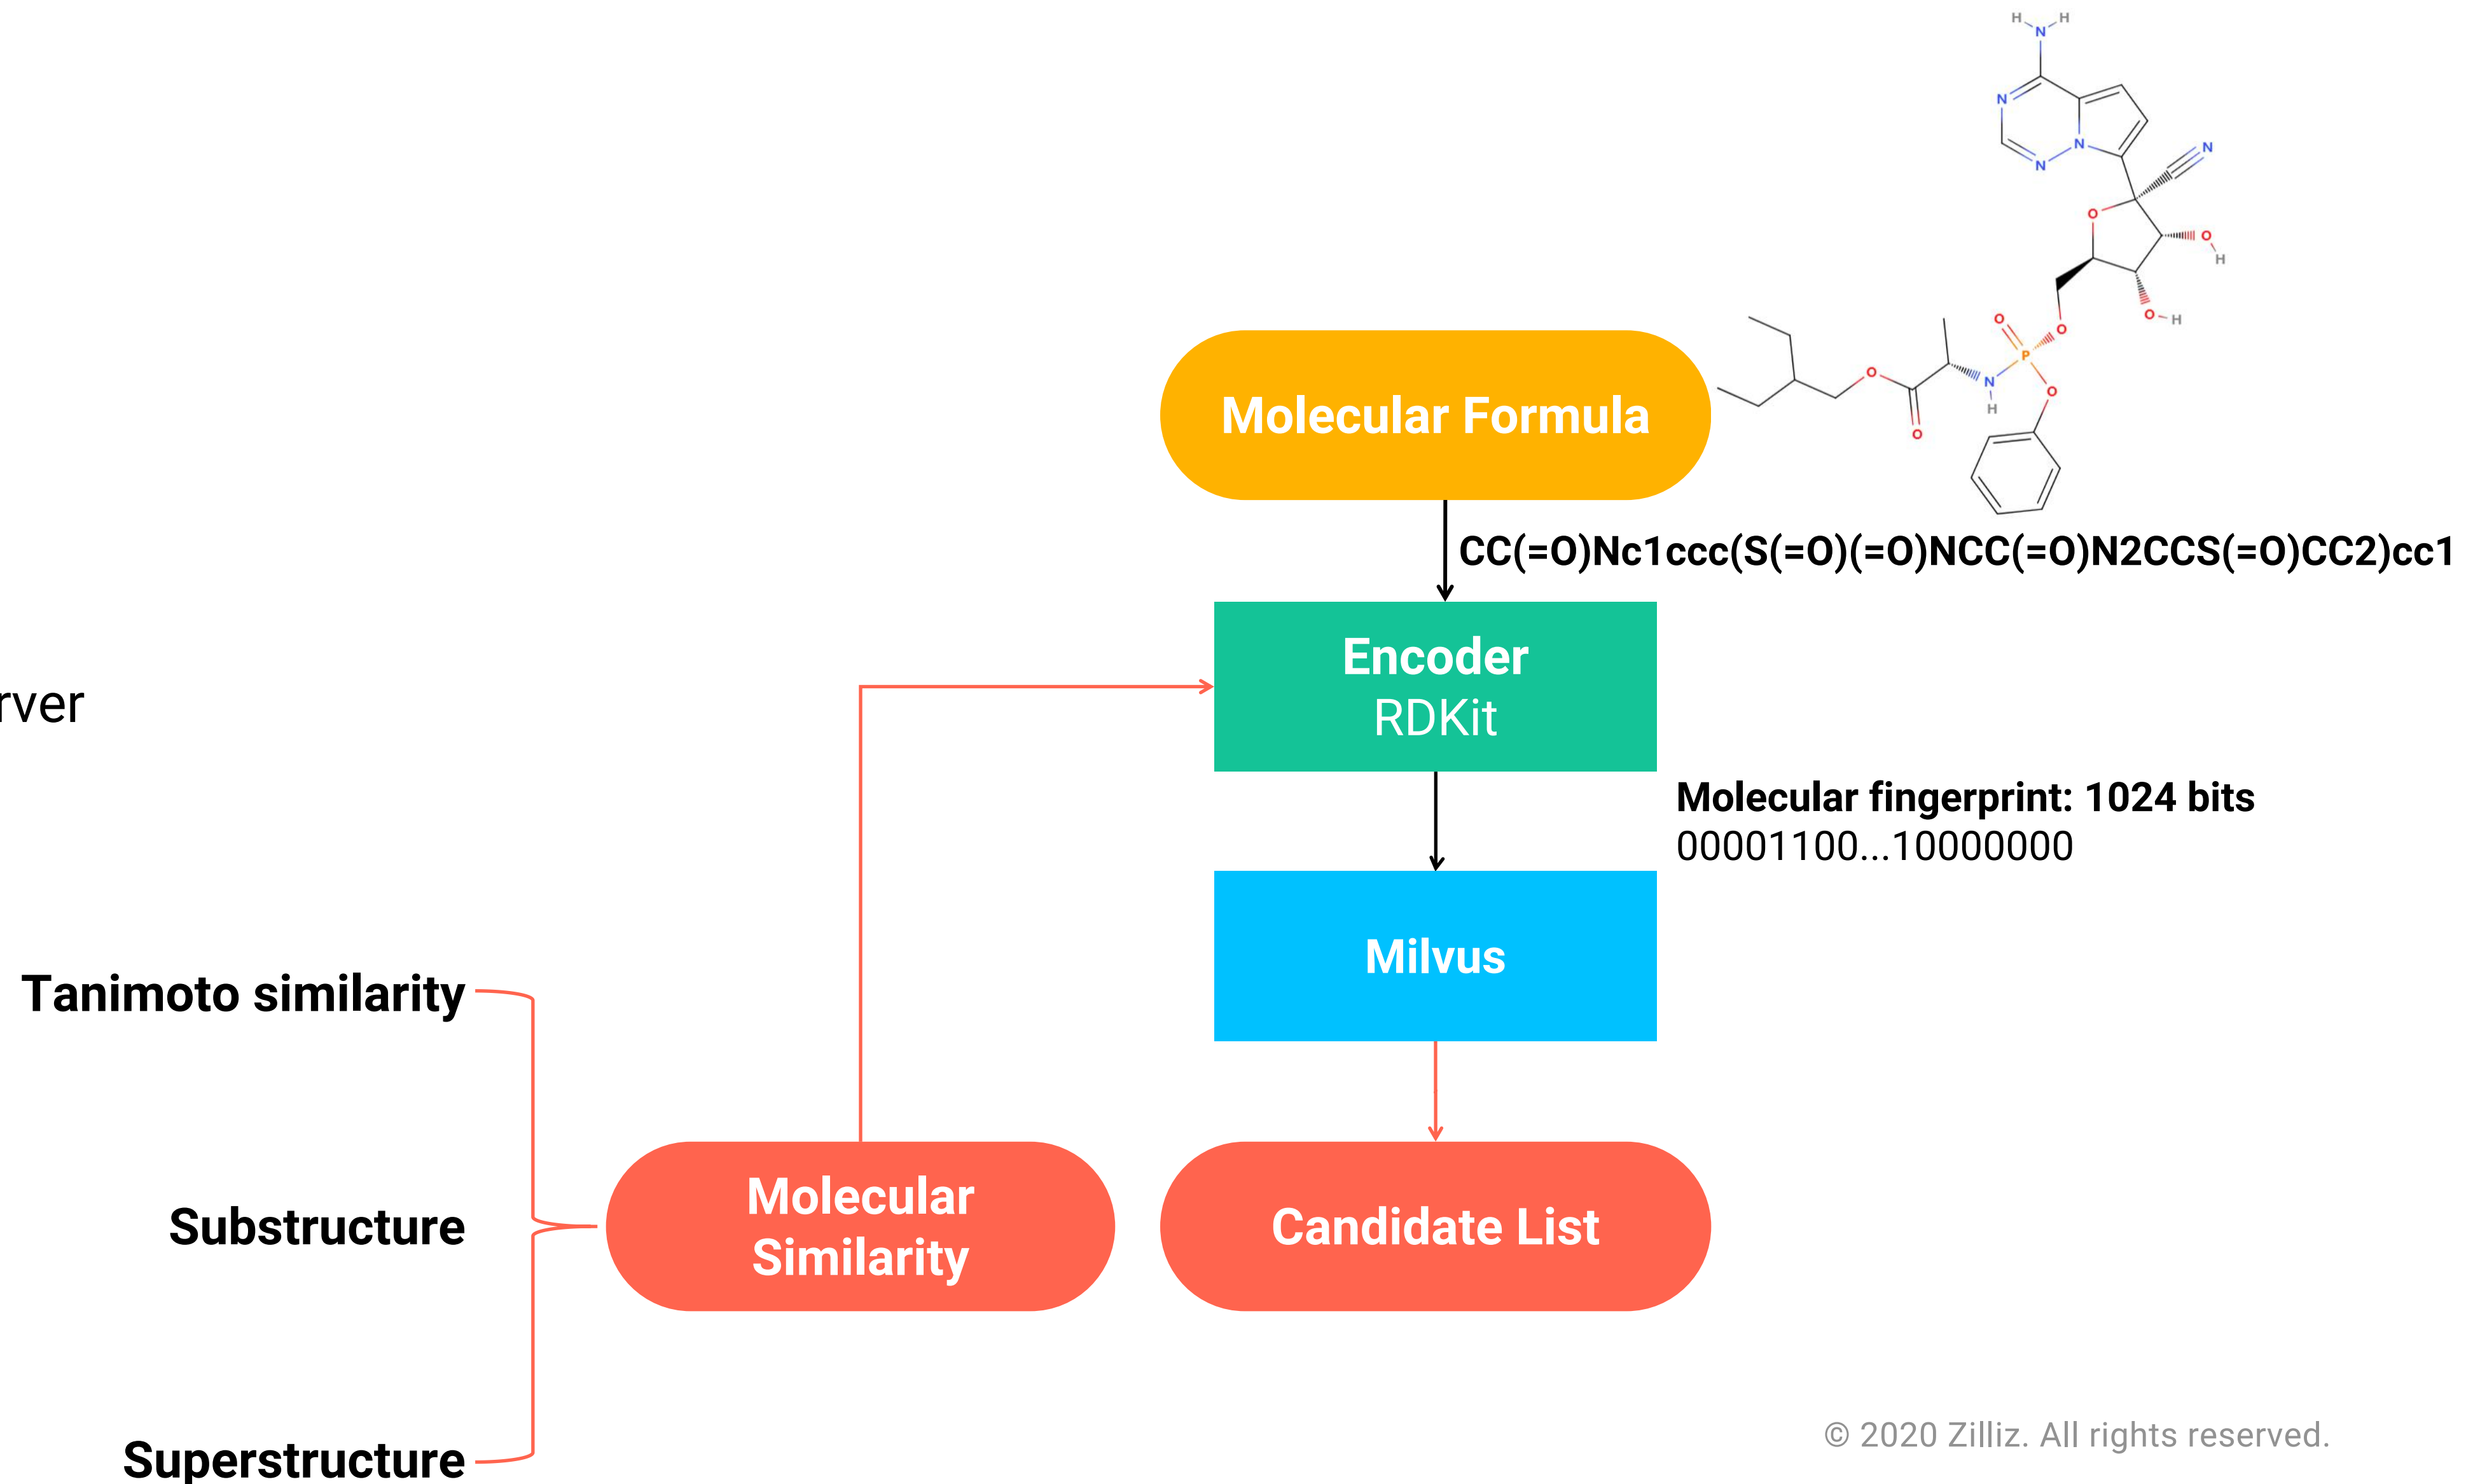 H H
N
N
N
N
N
O
O
H
O H
O
O
P
O
N
H
O
O
Molecular Formula
CC(=O)Nc1ccc(S(=O)(=O)NCC(=O)N2CCS(=O)CC2)cc1
Encoder
RDKit
rver
Molecular fingerprint: 1024 bits
00001100...10000000
Milvus
Tanimoto similarity
Substructure
Superstructure
Molecular
Similarity
Candidate List
© 2020 Zilliz. All rights reserved.